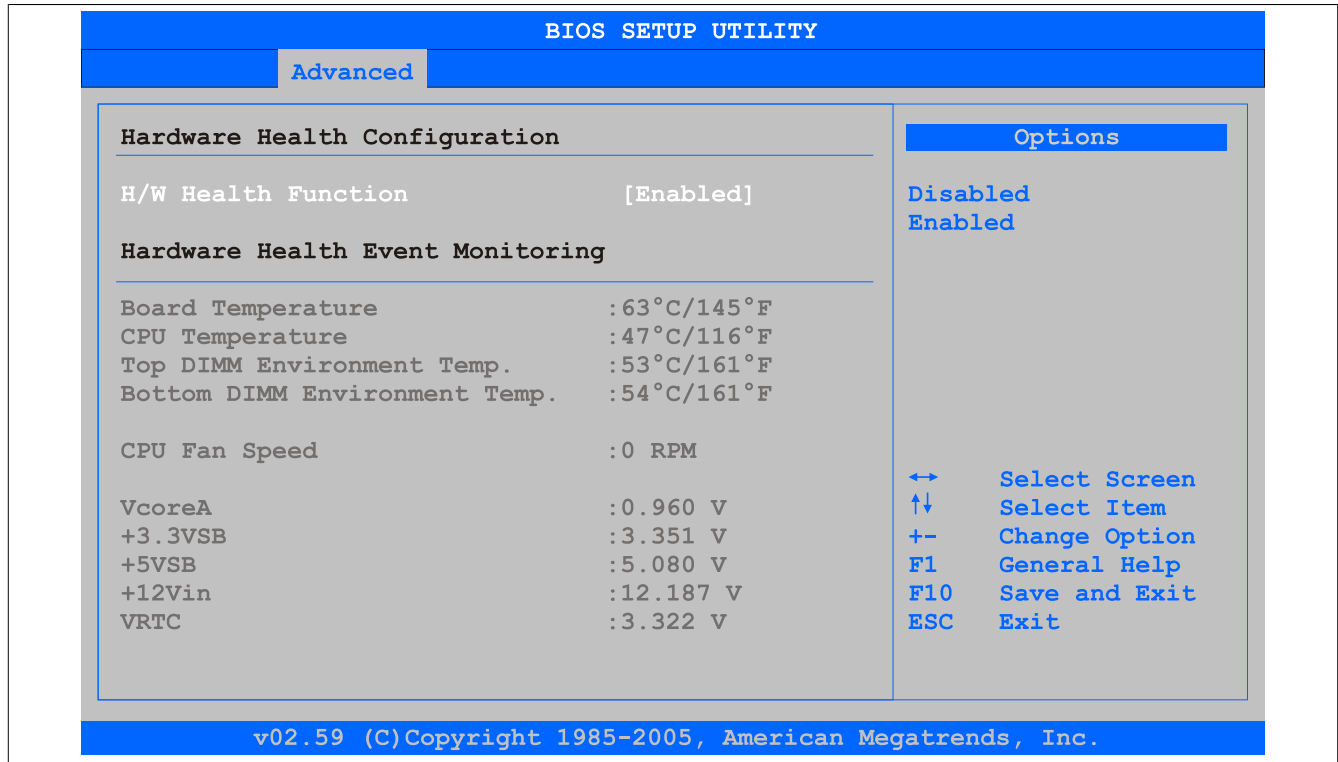 BIOS SETUP UTILITY
Advanced
Hardware Health Configuration
H/W Health Function [Enabled]
Hardware Health Event Monitoring
Board Temperature :63°C/145°F
CPU Temperature :47°C/116°F
Top DIMM Environment Temp. :53°C/161°F
Bottom DIMM Environment Temp. :54°C/161°F
CPU Fan Speed :0 RPM
VcoreA :0.960 V
+3.3VSB :3.351 V
+5VSB :5.080 V
+12Vin :12.187 V
VRTC :3.322 V
Options
Disabled
Enabled
↔ Select Screen
↑↓ Select Item
+- Change Option
F1 General Help
F10 Save and Exit
ESC Exit
v02.59 (C)Copyright 1985-2005, American Megatrends, Inc.